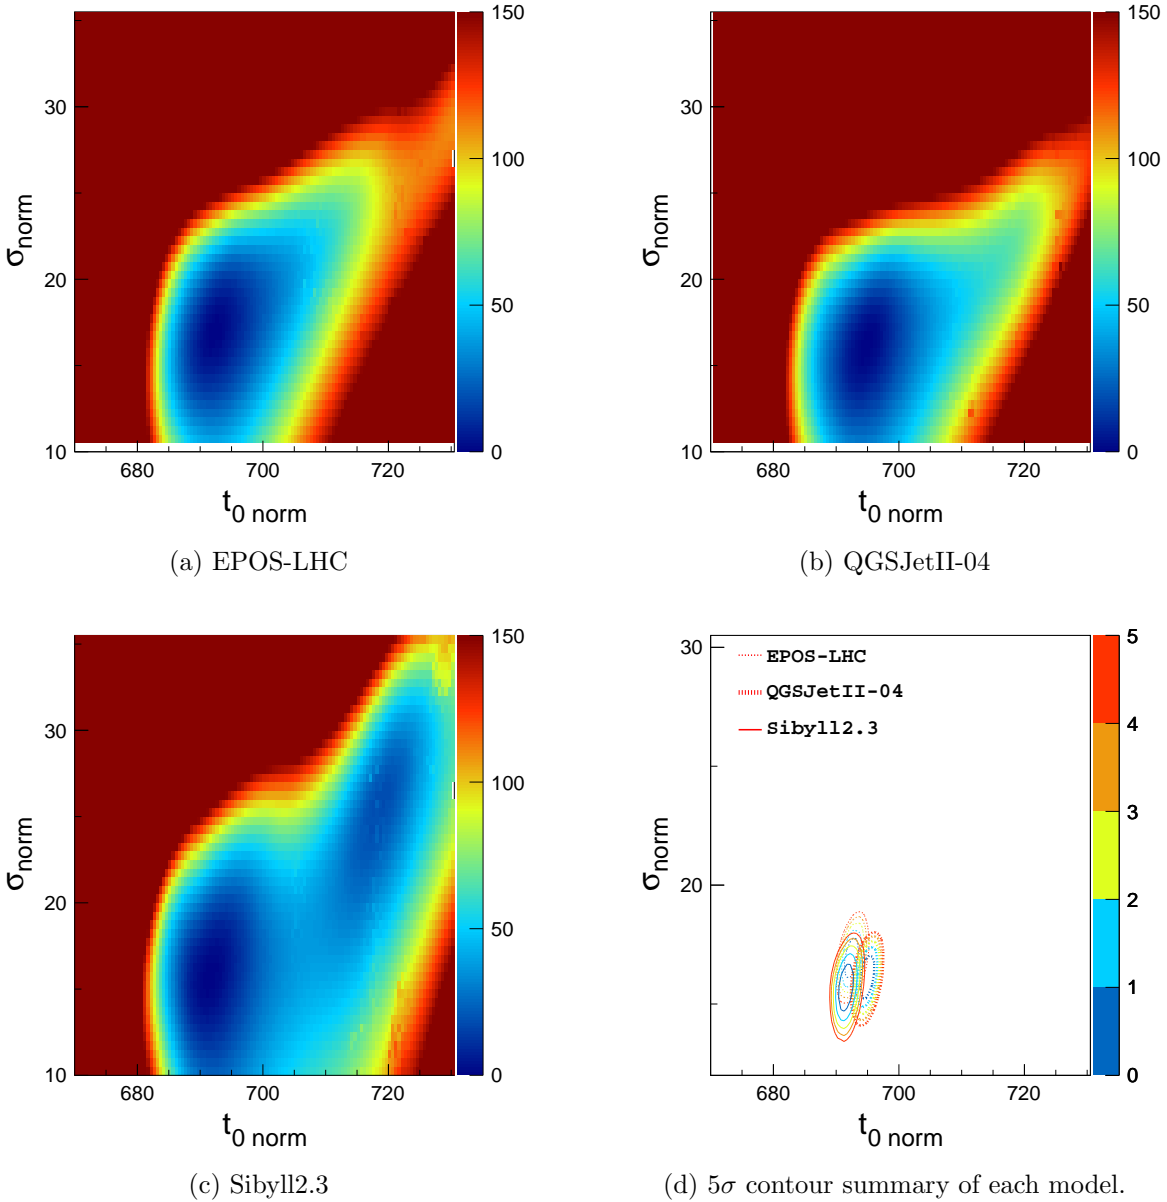 150
100
50
0
30
20
10
680
700
720
σnorm
t0 norm
(a) EPOS-LHC
150
100
50
0
30
20
10
680
700
720
σnorm
t0 norm
(b) QGSJetII-04
150
100
50
0
30
20
10
680
700
720
σnorm
t0 norm
(c) Sibyll2.3
EPOS-LHC
QGSJetII-04
Sibyll2.3
5
4
3
2
1
0
30
20
680
700
720
σnorm
t0 norm
(d) 5σ contour summary of each model.